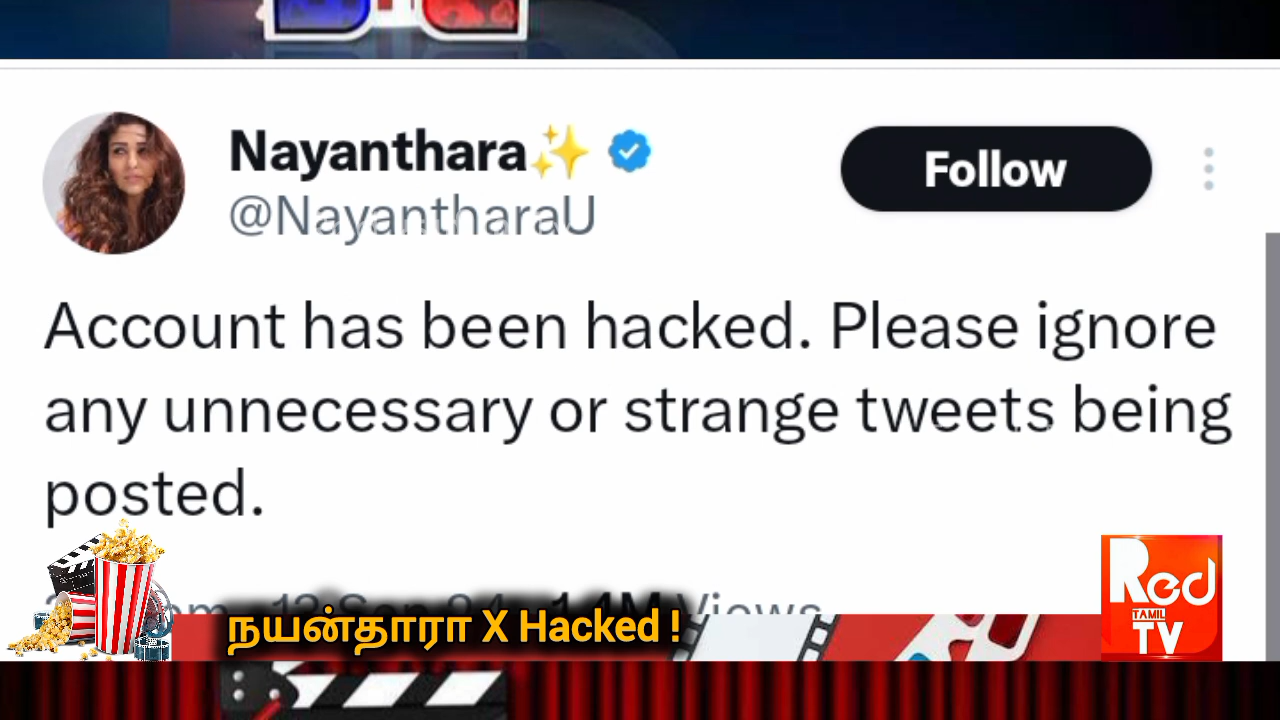 Nayanthara✨
@NayantharaU
Follow
Account has been hacked. Please ignore
any unnecessary or strange tweets being
posted.
Views
நயன்தாரா X Hacked !
Red
TAMIL
TV